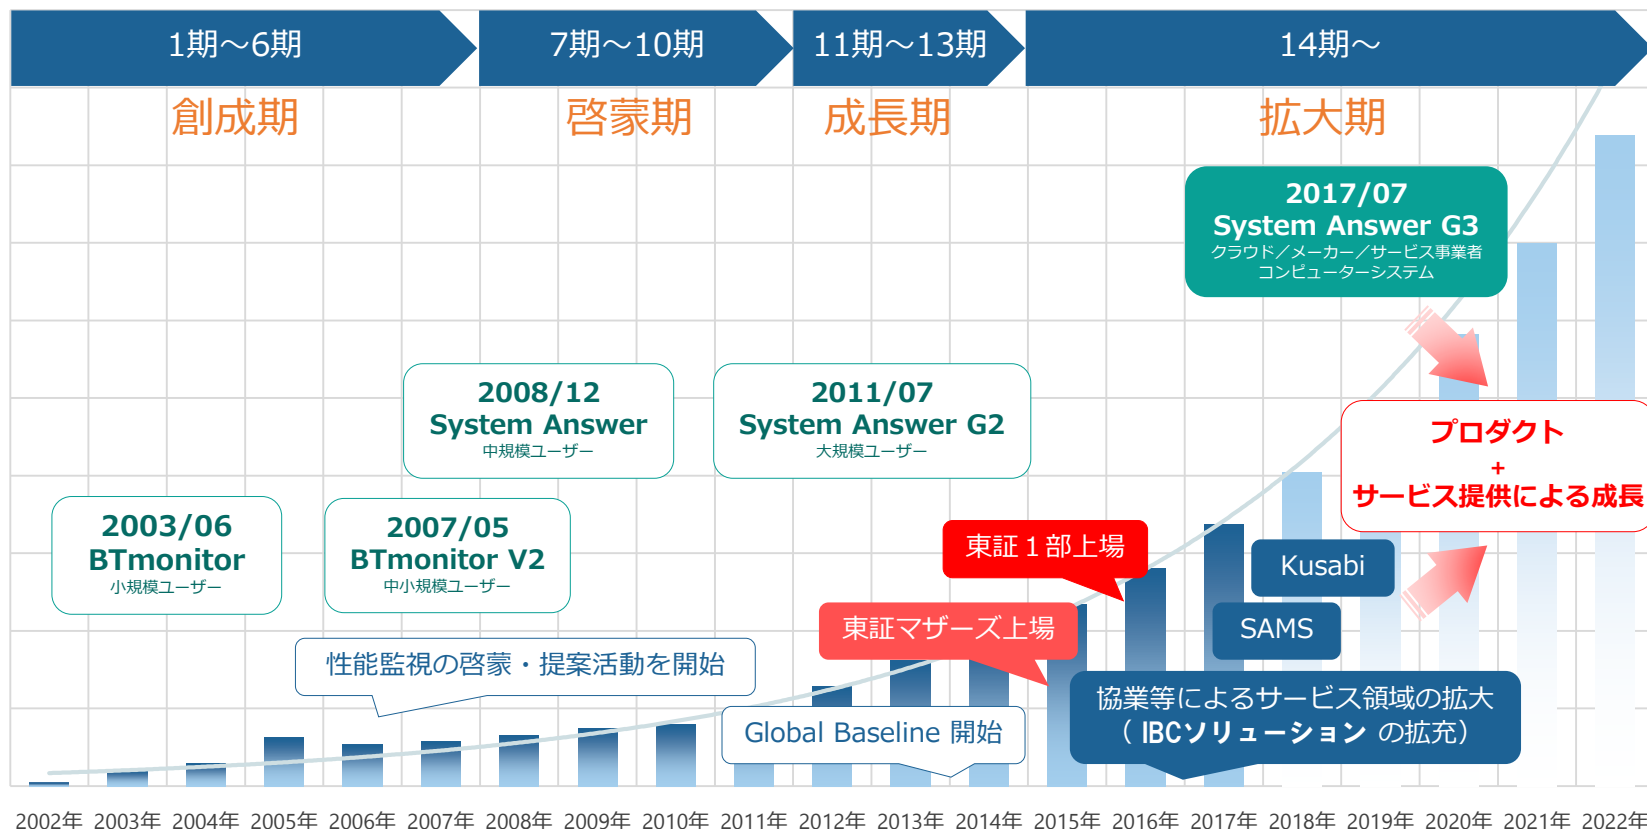 1期～6期
7期～10期
11期～13期
14期～
創成期
啓蒙期
成長期
拡大期
2017/07
System Answer G3
クラウド／メーカー／サービス事業者
コンピューターシステム
2008/12
System Answer
中規模ユーザー
2011/07
System Answer G2
大規模ユーザー
プロダクト
+
サービス提供による成長
2003/06
BTmonitor
小規模ユーザー
2007/05
BTmonitor V2
中小規模ユーザー
東証１部上場
Kusabi
東証マザーズ上場
SAMS
性能監視の啓蒙・提案活動を開始
Global Baseline 開始
協業等によるサービス領域の拡大
（ IBCソリューション の拡充）
2002年 2003年 2004年 2005年 2006年 2007年 2008年 2009年 2010年 2011年 2012年 2013年 2014年 2015年 2016年 2017年 2018年 2019年 2020年 2021年 2022年